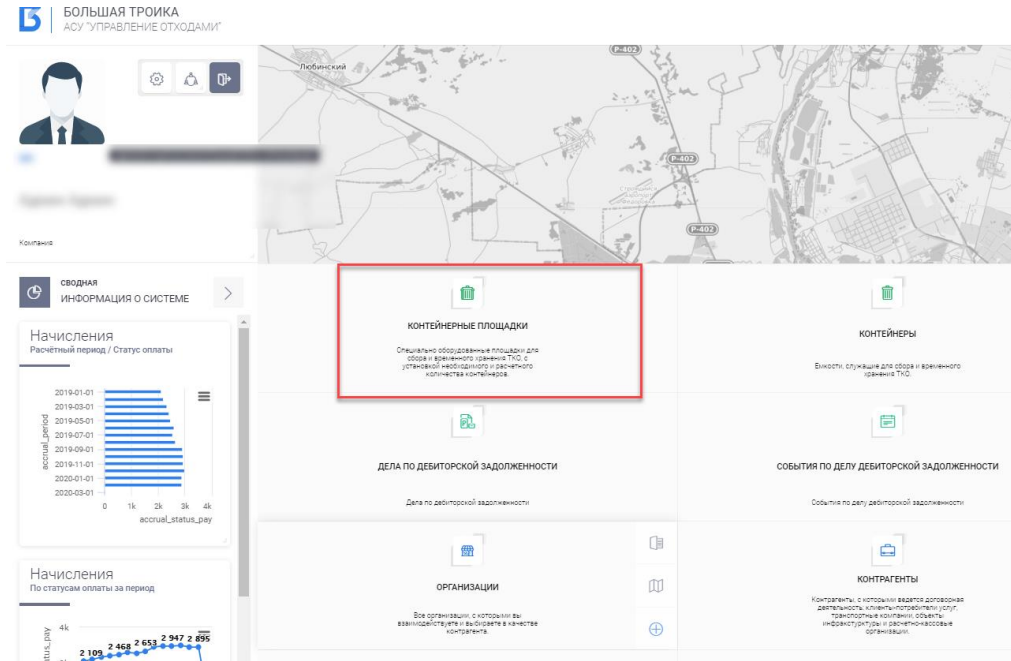 БОЛЬШАЯ ТРОЙКА
АСУ "УПРАВЛЕНИЕ ОТХОДАМИ"
Компания
Любинский
Р-402
Р-402
Р-402
СВОДНАЯ
ИНФОРМАЦИЯ О СИСТЕМЕ
Начисления
Расчётный период / Статус оплаты
accrual_period
2019-01-01
2019-03-01
2019-05-01
2019-07-01
2019-09-01
2019-11-01
2020-01-01
2020-03-01
0 1k 2k 3k 4k
accrual_status_pay
Начисления
По статусам оплаты за период
4k
2 109 2 468 2 653 2 947 2 895
КОНТЕЙНЕРНЫЕ ПЛОЩАДКИ
Специально оборудованные площадки для
сбора и временного хранения ТКО, с
установкой необходимого и расчетного
количества контейнеров.
КОНТЕЙНЕРЫ
Емкости, служащие для сбора и временного
хранения ТКО.
ДЕЛА ПО ДЕБИТОРСКОЙ ЗАДОЛЖЕННОСТИ
Дела по дебиторской задолженности
СОБЫТИЯ ПО ДЕЛУ ДЕБИТОРСКОЙ ЗАДОЛЖЕННОСТИ
События по делу дебиторской задолженности
ОРГАНИЗАЦИИ
Все организации, с которыми вы
взаимодействуете и выбираете в качестве
контрагента.
КОНТРАГЕНТЫ
Контрагенты, с которыми ведется договорная
деятельность: клиенты-потребители услуг,
транспортные компании, объекты
инфраструктуры и расчетно-кассовые
организации.